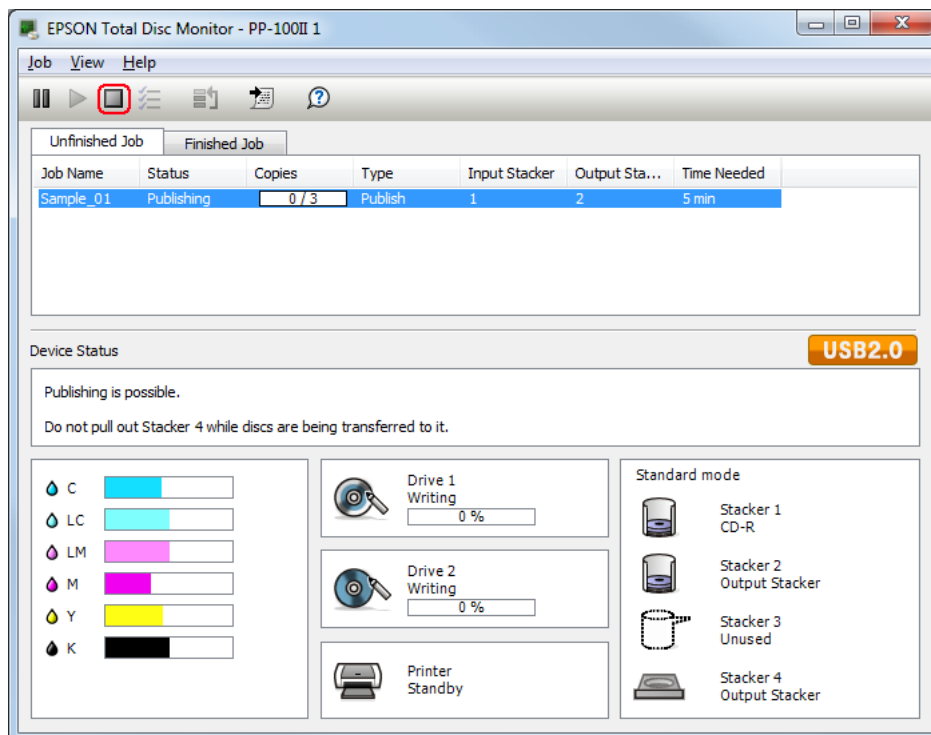 EPSON Total Disc Monitor - PP-100II 1
Job View Help
Unfinished Job Finished Job
Job Name Status Copies Type Input Stacker Output Sta... Time Needed
Sample_01 Publishing 0 / 3 Publish 1 2 5 min
Device Status
USB2.0
Publishing is possible.
Do not pull out Stacker 4 while discs are being transferred to it.
C
LC
LM
M
Y
K
Drive 1
Writing
0 %
Drive 2
Writing
0 %
Printer
Standby
Standard mode
Stacker 1
CD-R
Stacker 2
Output Stacker
Stacker 3
Unused
Stacker 4
Output Stacker